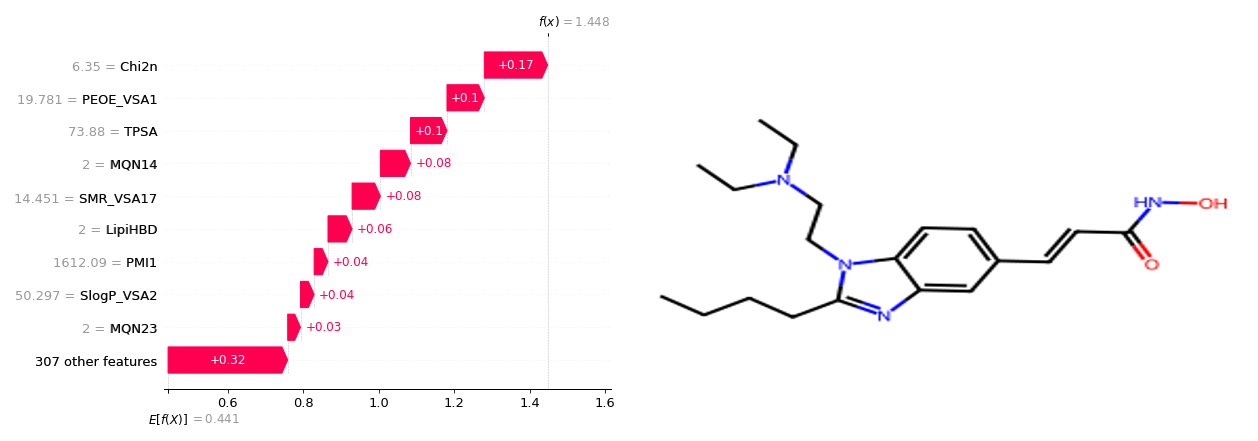 f(x) = 1.448
6.35 = Chi2n
+0.17
19.781 = PEOE_VSA1
+0.1
73.88 = TPSA
+0.1
2 = MQN14
+0.08
14.451 = SMR_VSA17
+0.08
2 = LipiHBD
+0.06
1612.09 = PMI1
+0.04
50.297 = SlogP_VSA2
+0.04
2 = MQN23
+0.03
307 other features
+0.32
0.6 0.8 1.0 1.2 1.4 1.6
E[f(X)] = 0.441
N
HN OH
O
N
N